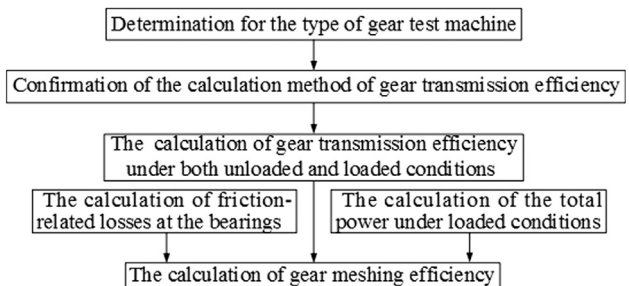 Determination for the type of gear test machine
Confirmation of the calculation method of gear transmission efficiency
The calculation of gear transmission efficiency
under both unloaded and loaded conditions
The calculation of friction-
related losses at the bearings
The calculation of the total
power under loaded conditions
The calculation of gear meshing efficiency